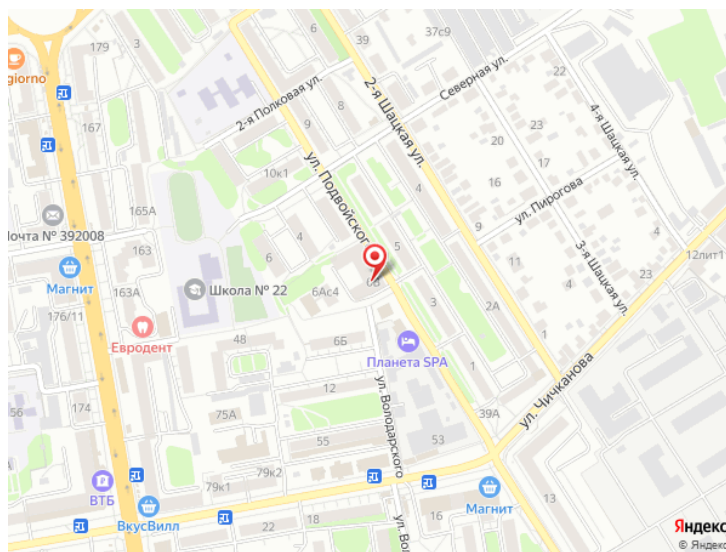 37с9
39
179
giorno
Северная ул.
22
2-я Шацкая ул.
2-я Полковая ул.
8
167
9
4-я Шацкая ул.
23
20
17
10к1
ул. Подвойского
16
4
ул. Пирогова
165А
9
Почта № 392008
163
6
4
5
12лит1
4
23
3-я Шацкая ул.
Магнит
163А
Школа № 22
6Ас4
3
2А
176/11
Евродент
48
6Б
Планета SPA
1
1
ул. Чичканова
12
ул. Володарского
56
174
75А
39А
55
53
79к2
ВТБ
79к1
Магнит
13
ВкусВилл
22
18
ул. Вол
Яндекс
© Яндекс